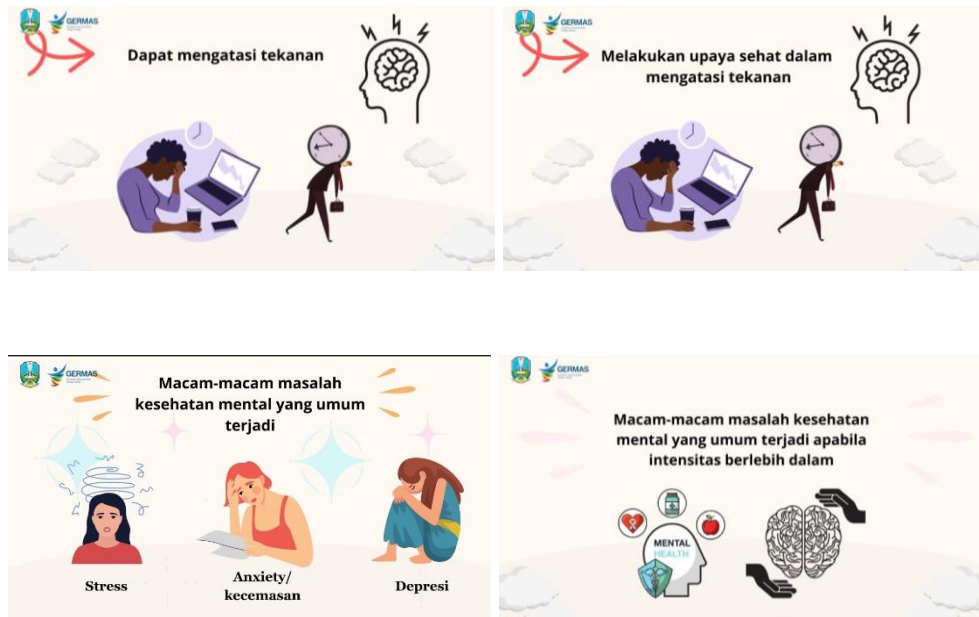 GERMAS
Dapat mengatasi tekanan
GERMAS
Melakukan upaya sehat dalam
mengatasi tekanan
GERMAS
Macam-macam masalah
kesehatan mental yang umum
terjadi
Stress
Anxiety/
kecemasan
Depresi
GERMAS
Macam-macam masalah kesehatan
mental yang umum terjadi apabila
intensitas berlebih dalam
MENTAL
HEALTH